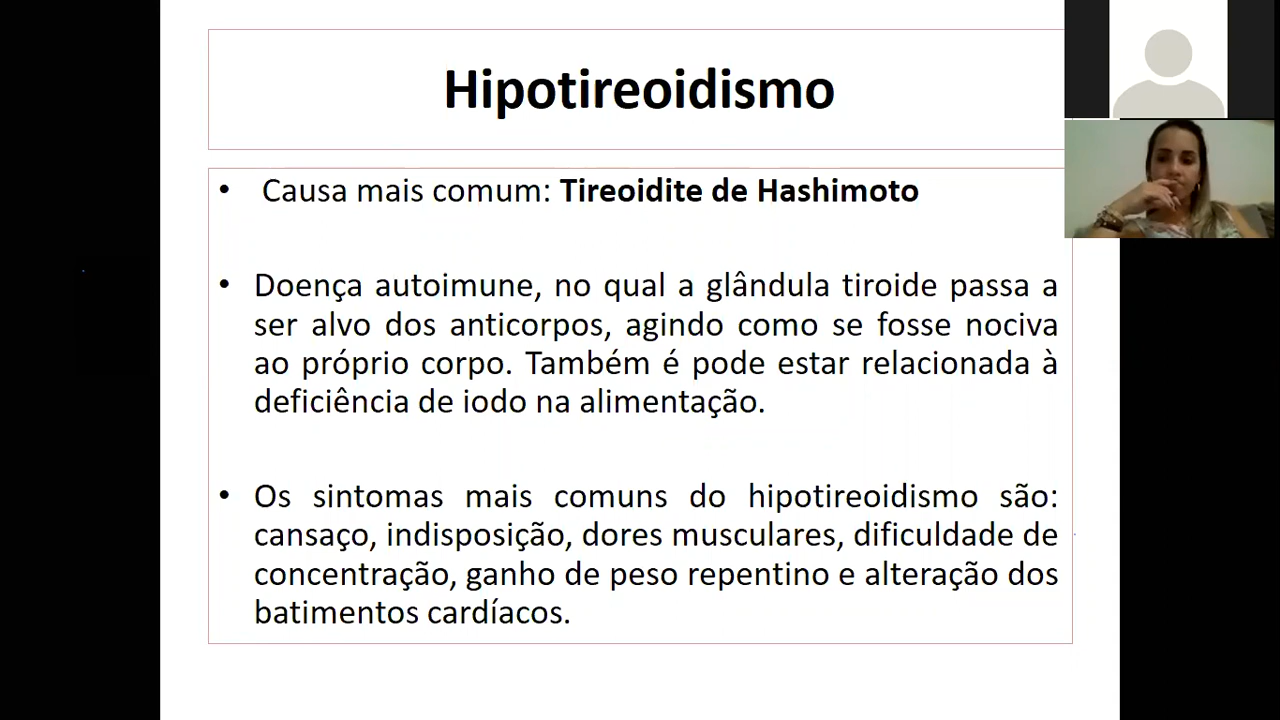 Hipotireoidismo
• Causa mais comum: Tireoidite de Hashimoto
• Doença autoimune, no qual a glândula tiroide passa a
ser alvo dos anticorpos, agindo como se fosse nociva
ao próprio corpo. Também é pode estar relacionada à
deficiência de iodo na alimentação.
• Os sintomas mais comuns do hipotireoidismo são:
cansaço, indisposição, dores musculares, dificuldade de
concentração, ganho de peso repentino e alteração dos
batimentos cardíacos.